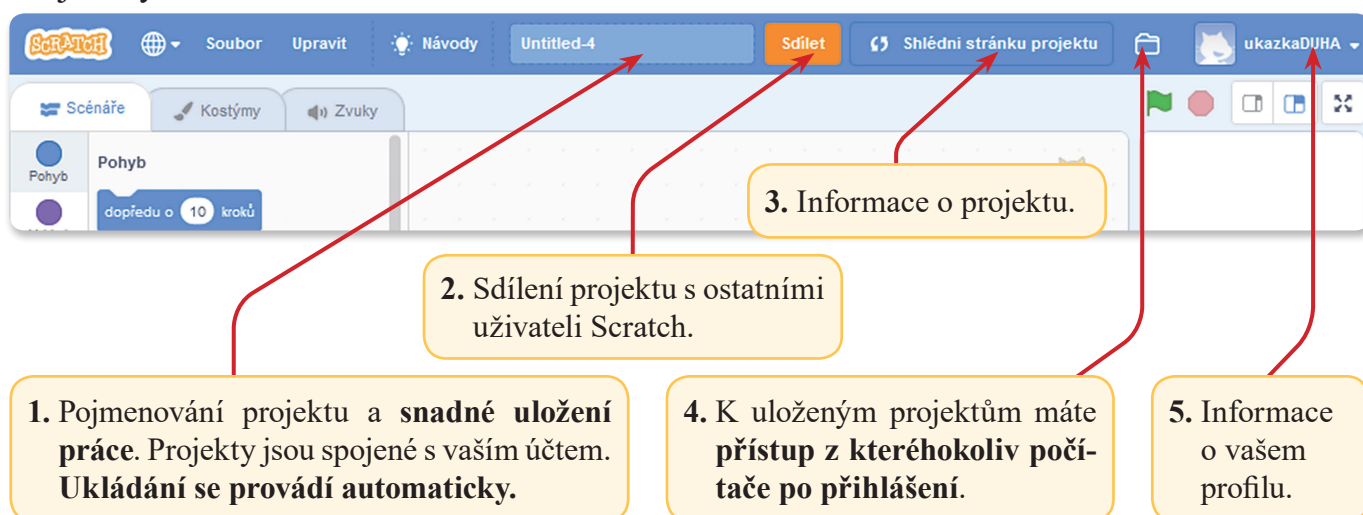 SCRATCH Soubor Upravit Návody Untitled-4 Sdílet Shlédni stránku projektu ukazkaDUHA
Scénáře Kostýmy Zvuky
Pohyb
Pohyb
dopředu o 10 kroků
3. Informace o projektu.
2. Sdílení projektu s ostatními
uživateli Scratch.
1. Pojmenování projektu a snadné uložení
práce. Projekty jsou spojené s vaším účtem.
Ukládání se provádí automaticky.
4. K uloženým projektům máte
přístup z kteréhokoliv počí-
tače po přihlášení.
5. Informace
o vašem
profilu.